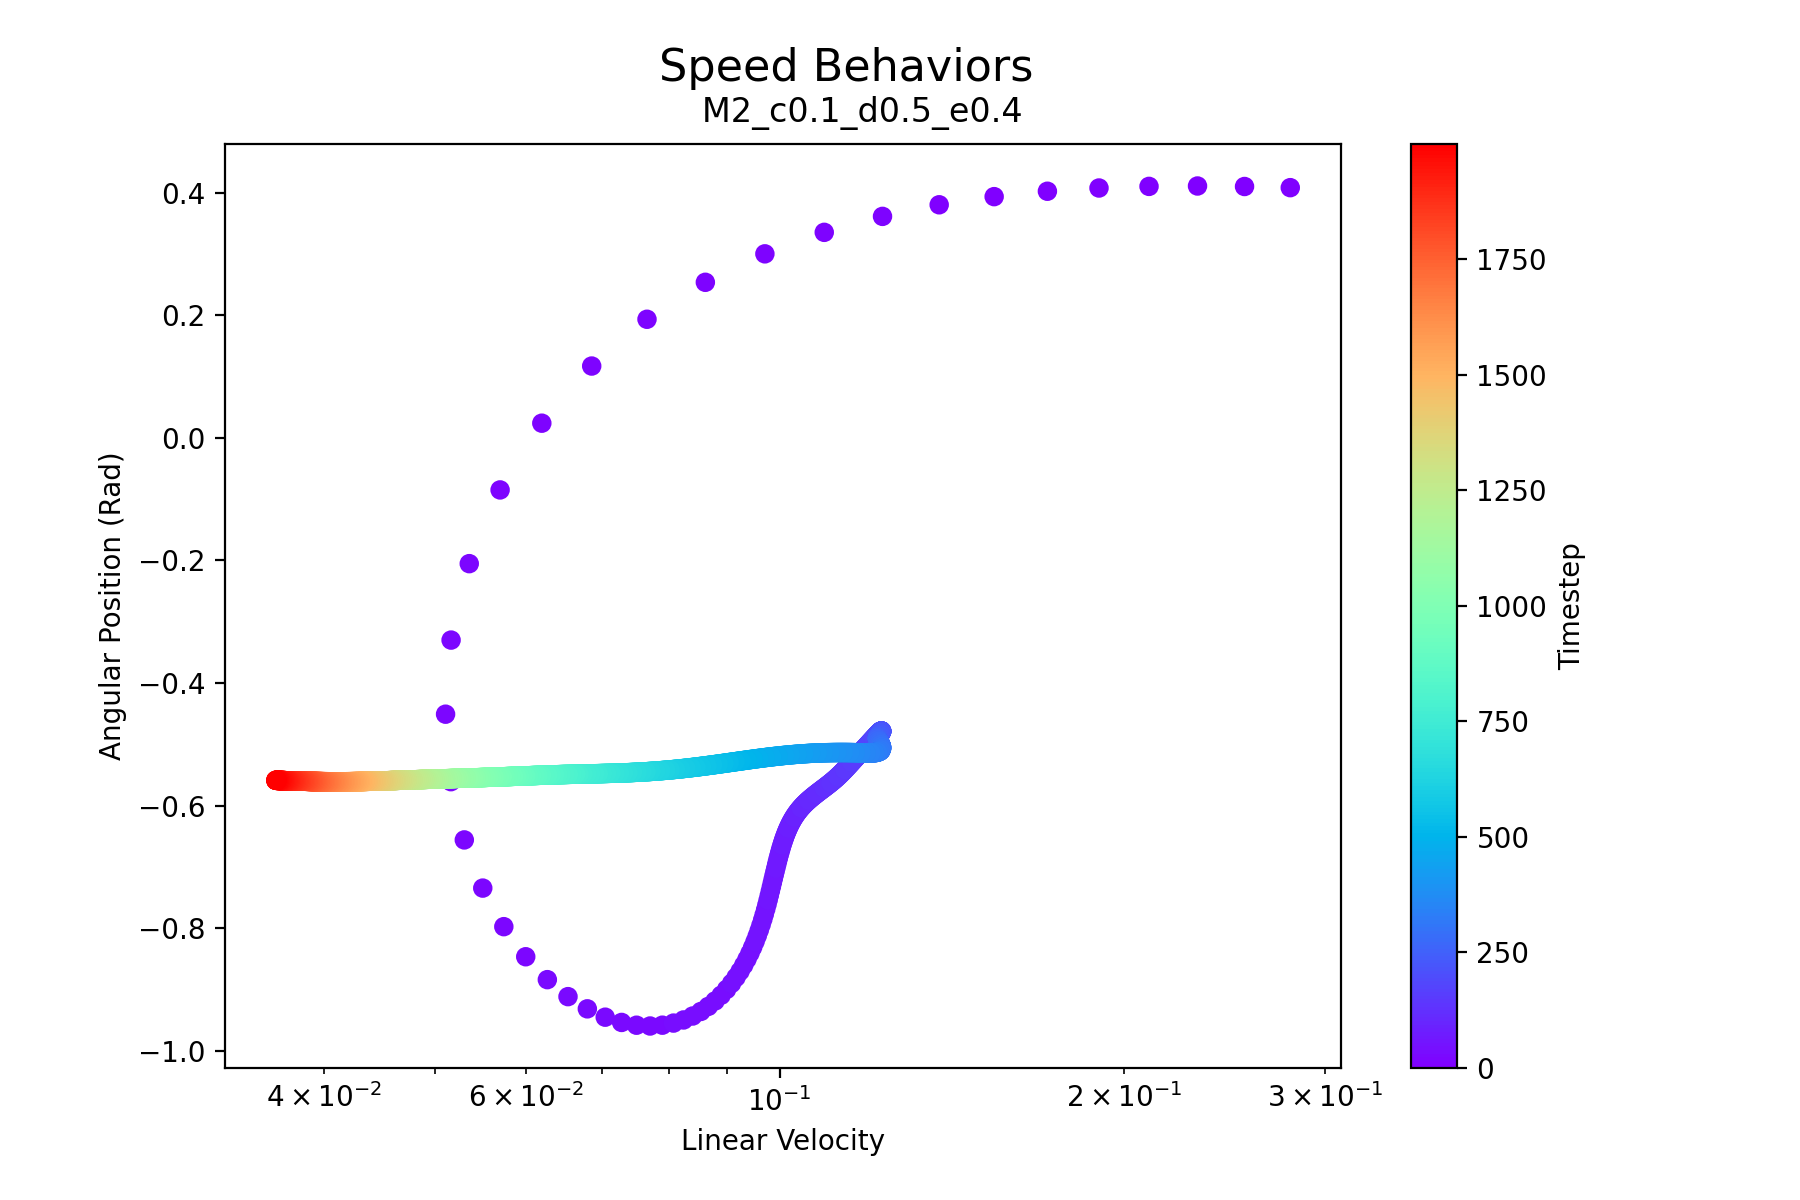 Speed Behaviors
M2_c0.1_d0.5_e0.4
0.4
0.2
0.0
−0.2
−0.4
−0.6
−0.8
−1.0
Angular Position (Rad)
4 × 10⁻²
6 × 10⁻²
10⁻¹
2 × 10⁻¹
3 × 10⁻¹
Linear Velocity
1750
1500
1250
1000
750
500
250
0
Timestep